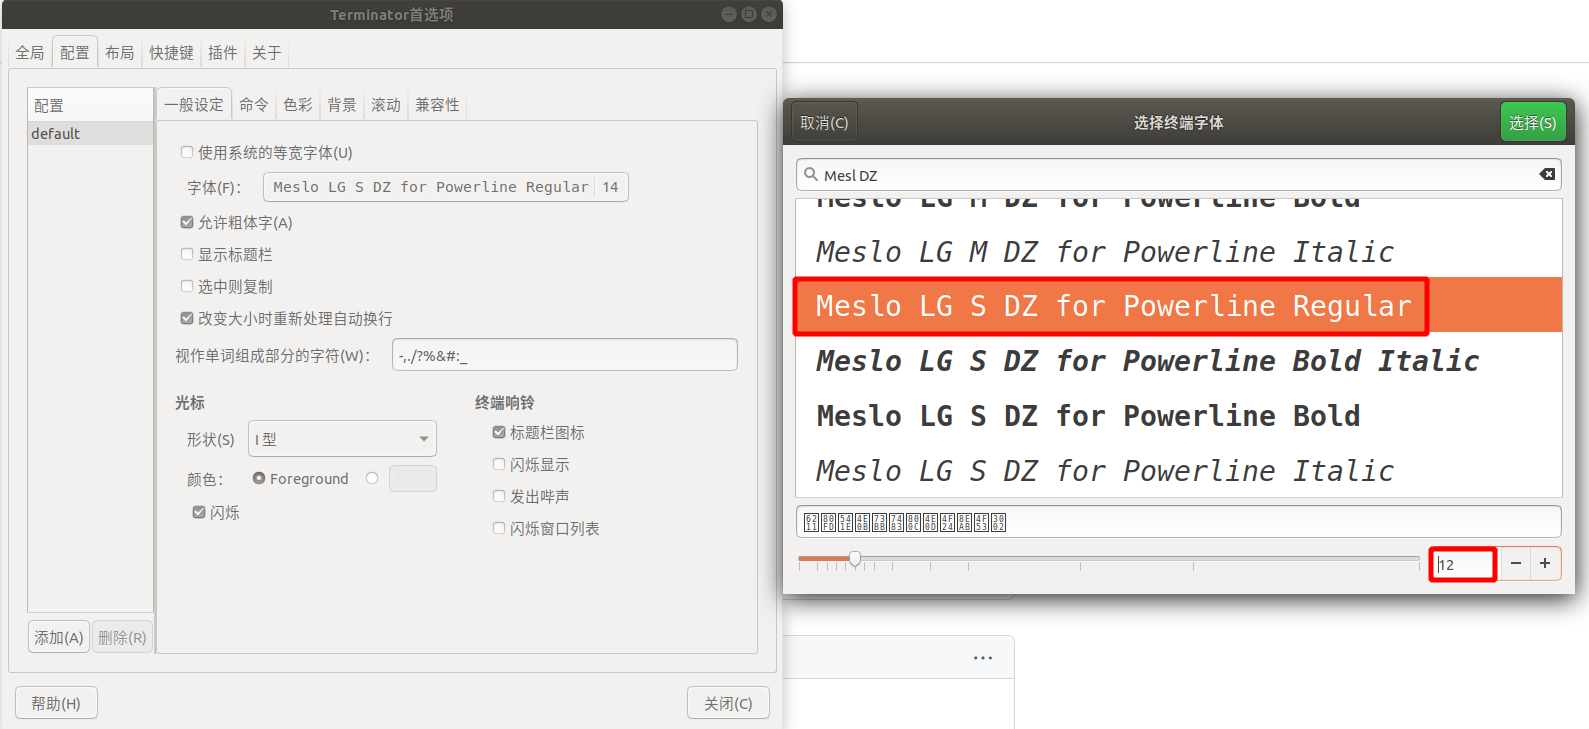 Terminator首选项
全局 配置 布局 快捷键 插件 关于
配置
default
一般设定 命令 色彩 背景 滚动 兼容性
使用系统的等宽字体(U)
字体(F): Meslo LG S DZ for Powerline Regular 14
允许粗体字(A)
显示标题栏
选中则复制
改变大小时重新处理自动换行
视作单词组成部分的字符(W): -,./?%&#:_
光标
形状(S) I 型
颜色: Foreground
闪烁
终端响铃
标题栏图标
闪烁显示
发出哔声
闪烁窗口列表
添加(A) 删除(R)
帮助(H) 关闭(C)
取消(C) 选择终端字体 选择(S)
Mesl DZ
Meslo LG M DZ for Powerline Bold
Meslo LG M DZ for Powerline Italic
Meslo LG S DZ for Powerline Regular
Meslo LG S DZ for Powerline Bold Italic
Meslo LG S DZ for Powerline Bold
Meslo LG S DZ for Powerline Italic
12 − +